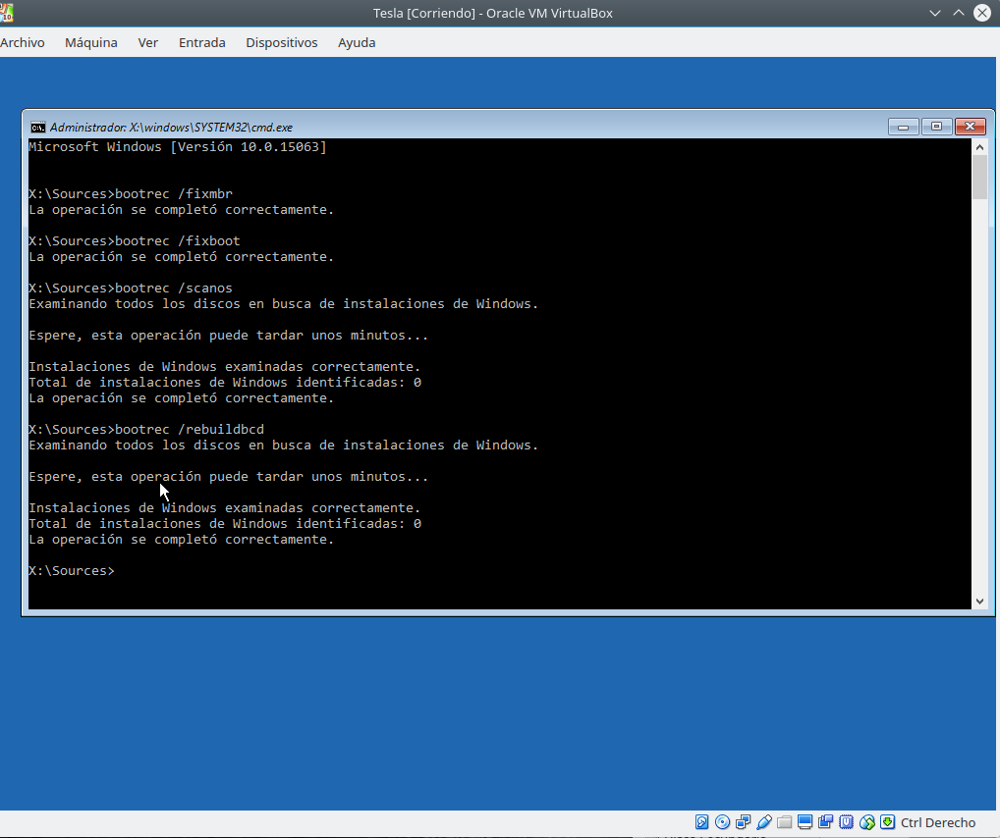 Tesla [Corriendo] - Oracle VM VirtualBox
Archivo Máquina Ver Entrada Dispositivos Ayuda
Administrador: X:\windows\SYSTEM32\cmd.exe
Microsoft Windows [Versión 10.0.15063]
X:\Sources>bootrec /fixmbr
La operación se completó correctamente.
X:\Sources>bootrec /fixboot
La operación se completó correctamente.
X:\Sources>bootrec /scanos
Examinando todos los discos en busca de instalaciones de Windows.
Espere, esta operación puede tardar unos minutos...
Instalaciones de Windows examinadas correctamente.
Total de instalaciones de Windows identificadas: 0
La operación se completó correctamente.
X:\Sources>bootrec /rebuildbcd
Examinando todos los discos en busca de instalaciones de Windows.
Espere, esta operación puede tardar unos minutos...
Instalaciones de Windows examinadas correctamente.
Total de instalaciones de Windows identificadas: 0
La operación se completó correctamente.
X:\Sources>
Ctrl Derecho